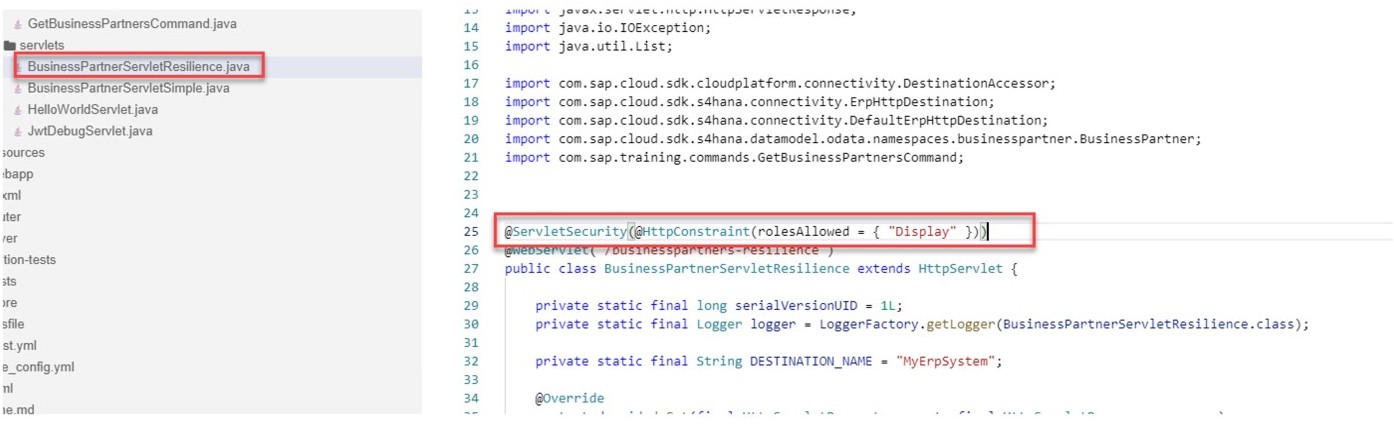 GetBusinessPartnersCommand.java
servlets
BusinessPartnerServletResilience.java
BusinessPartnerServletSimple.java
HelloWorldServlet.java
JwtDebugServlet.java
sources
ebapp
xml
uter
ver
tion-tests
sts
ore
sfile
st.yml
e_config.yml
ml
ne.md
13 import javax.servlet.http.HttpServletResponse;
14 import java.io.IOException;
15 import java.util.List;
16
17 import com.sap.cloud.sdk.cloudplatform.connectivity.DestinationAccessor;
18 import com.sap.cloud.sdk.s4hana.connectivity.ErpHttpDestination;
19 import com.sap.cloud.sdk.s4hana.connectivity.DefaultErpHttpDestination;
20 import com.sap.cloud.sdk.s4hana.datamodel.odata.namespaces.businesspartner.BusinessPartner;
21 import com.sap.training.commands.GetBusinessPartnersCommand;
22
23
24
25 @ServletSecurity(@HttpConstraint(rolesAllowed = { "Display" }))
26 @WebServlet("/businesspartners-resilience")
27 public class BusinessPartnerServletResilience extends HttpServlet {
28
29 private static final long serialVersionUID = 1L;
30 private static final Logger logger = LoggerFactory.getLogger(BusinessPartnerServletResilience.class);
31
32 private static final String DESTINATION_NAME = "MyErpSystem";
33
34 @Override